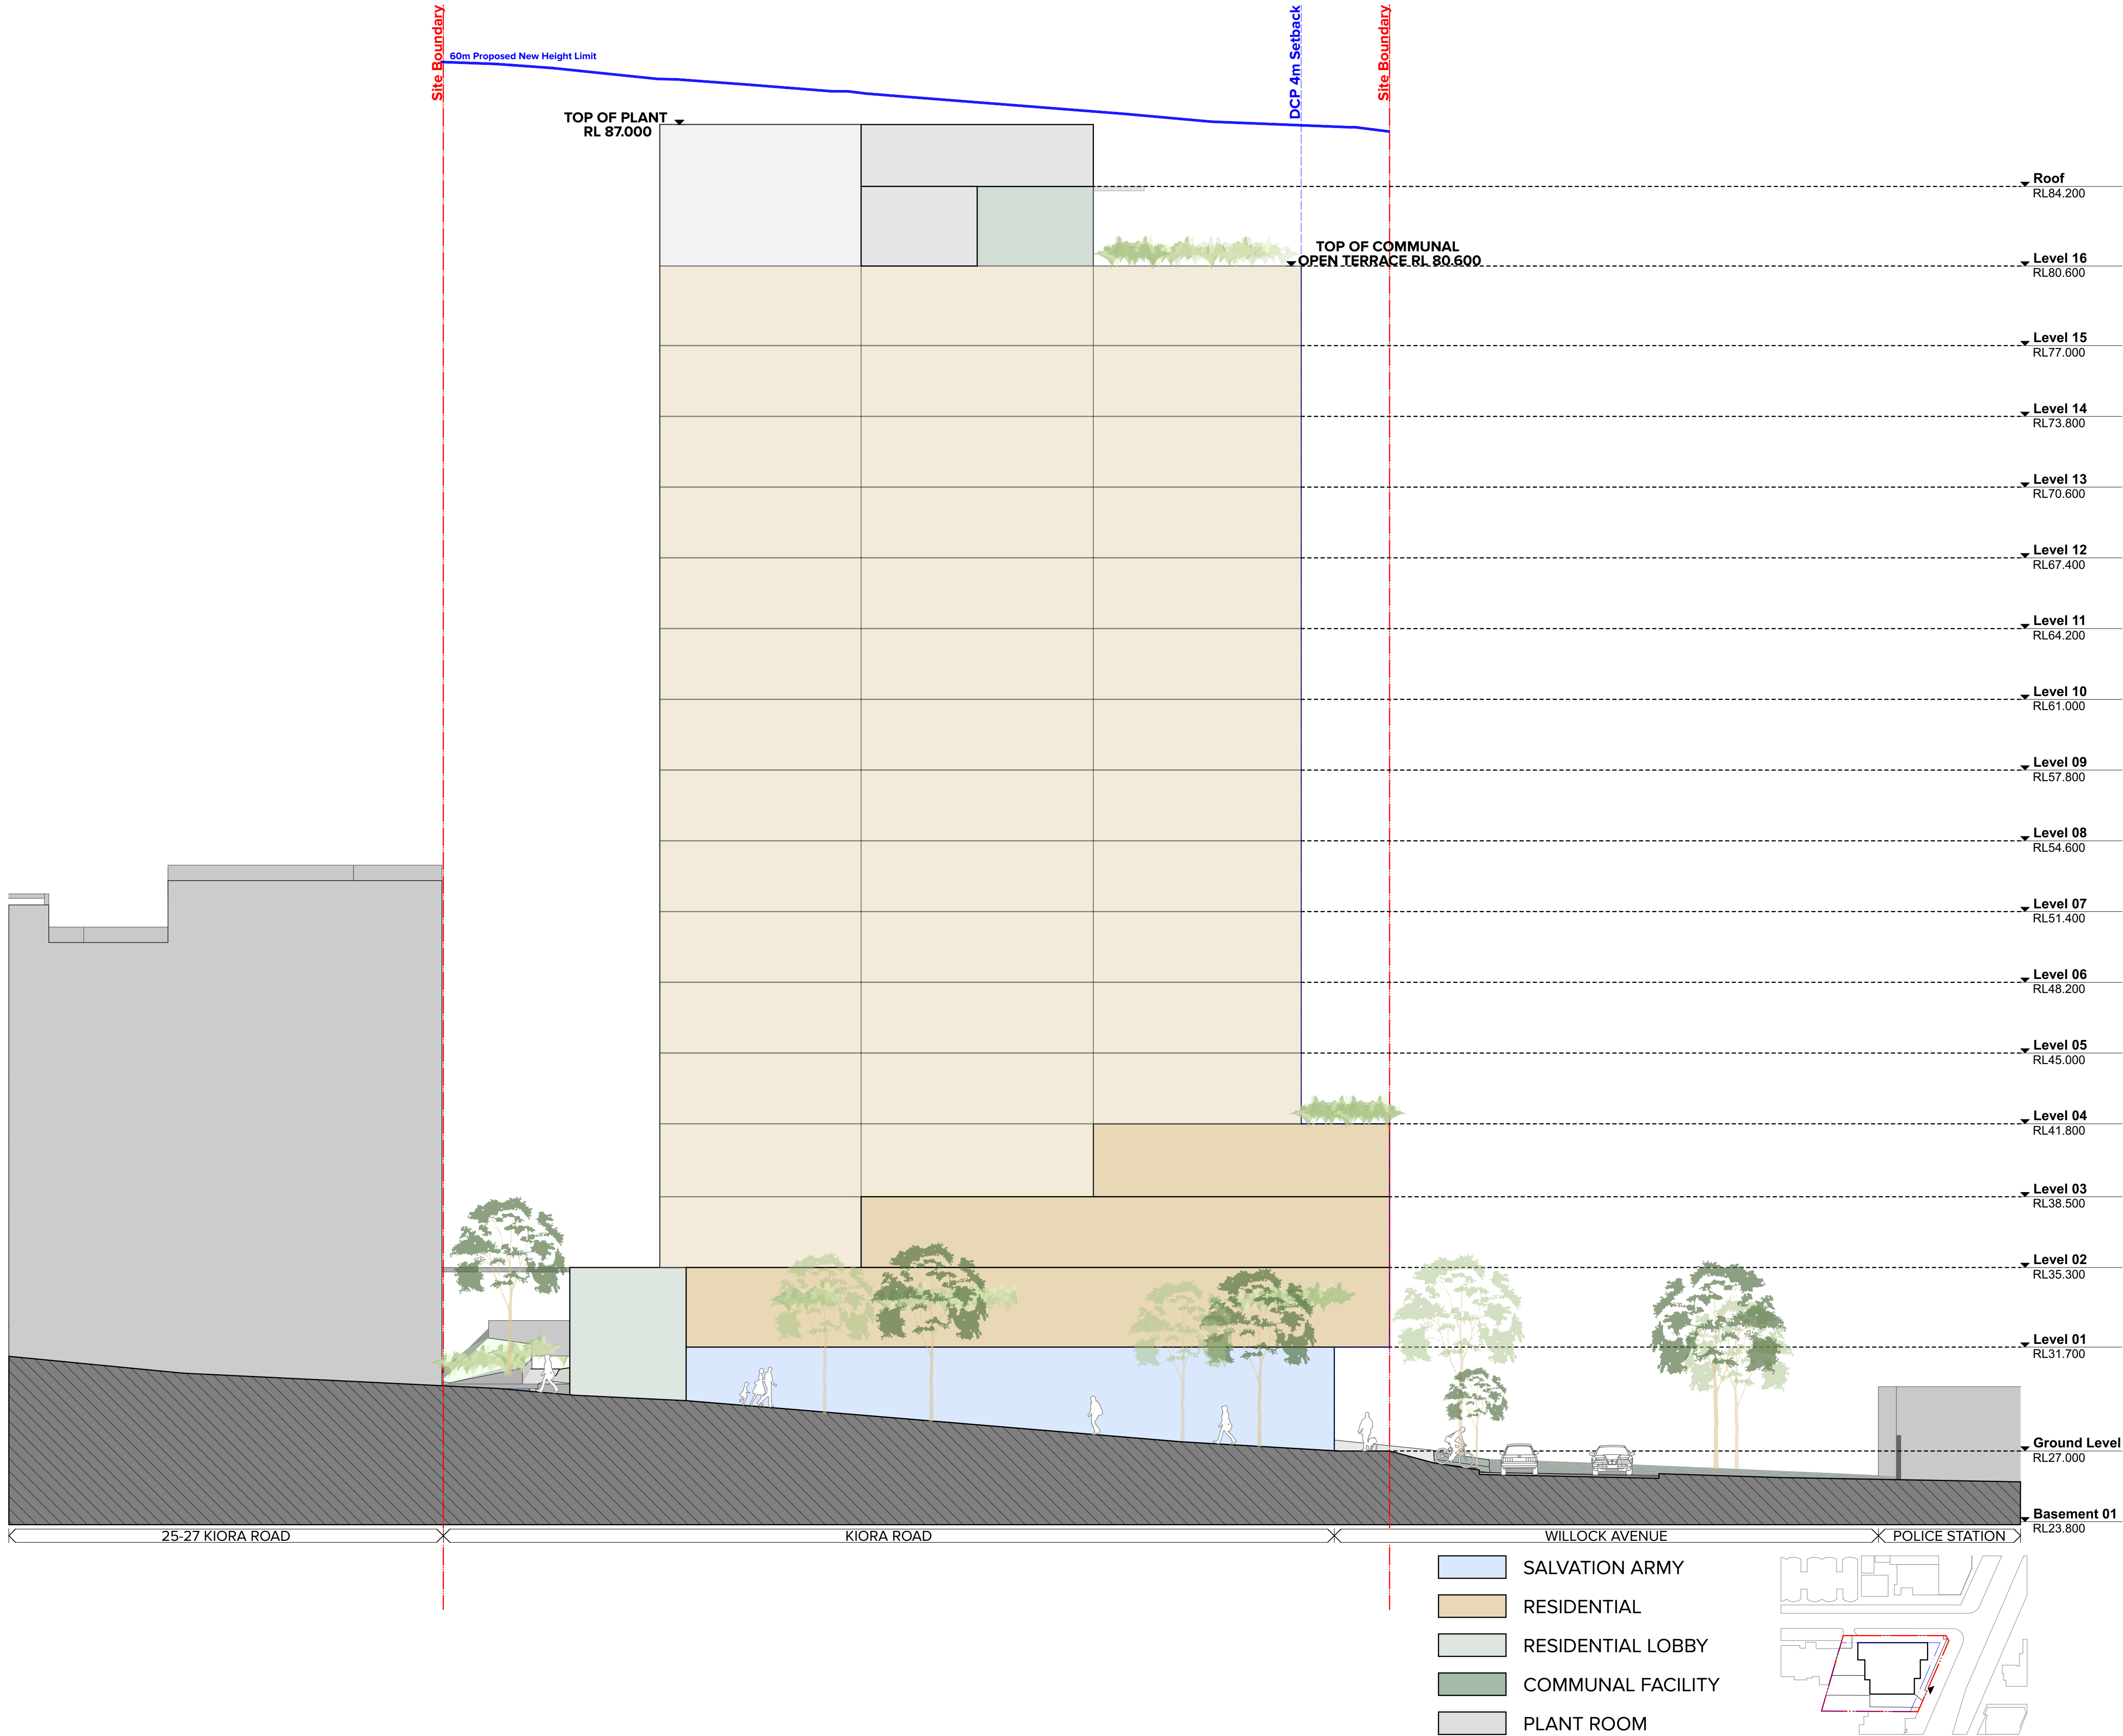 Site Boundary
DCP 4m Setback
Site Boundary
60m Proposed New Height Limit
TOP OF PLANT
RL 87.000
Roof
RL84.200
TOP OF COMMUNAL
OPEN TERRACE RL 80.600
Level 16
RL80.600
Level 15
RL77.000
Level 14
RL73.800
Level 13
RL70.600
Level 12
RL67.400
Level 11
RL64.200
Level 10
RL61.000
Level 09
RL57.800
Level 08
RL54.600
Level 07
RL51.400
Level 06
RL48.200
Level 05
RL45.000
Level 04
RL41.800
Level 03
RL38.500
Level 02
RL35.300
Level 01
RL31.700
Ground Level
RL27.000
Basement 01
RL23.800
25-27 KIORA ROAD
KIORA ROAD
WILLOCK AVENUE
POLICE STATION
SALVATION ARMY
RESIDENTIAL
RESIDENTIAL LOBBY
COMMUNAL FACILITY
PLANT ROOM